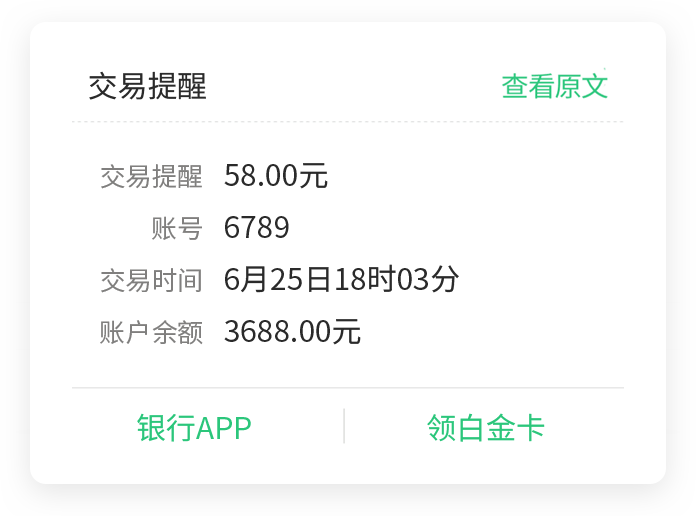 交易提醒 查看原文
交易提醒 58.00元
账号 6789
交易时间 6月25日18时03分
账户余额 3688.00元
银行APP 领白金卡